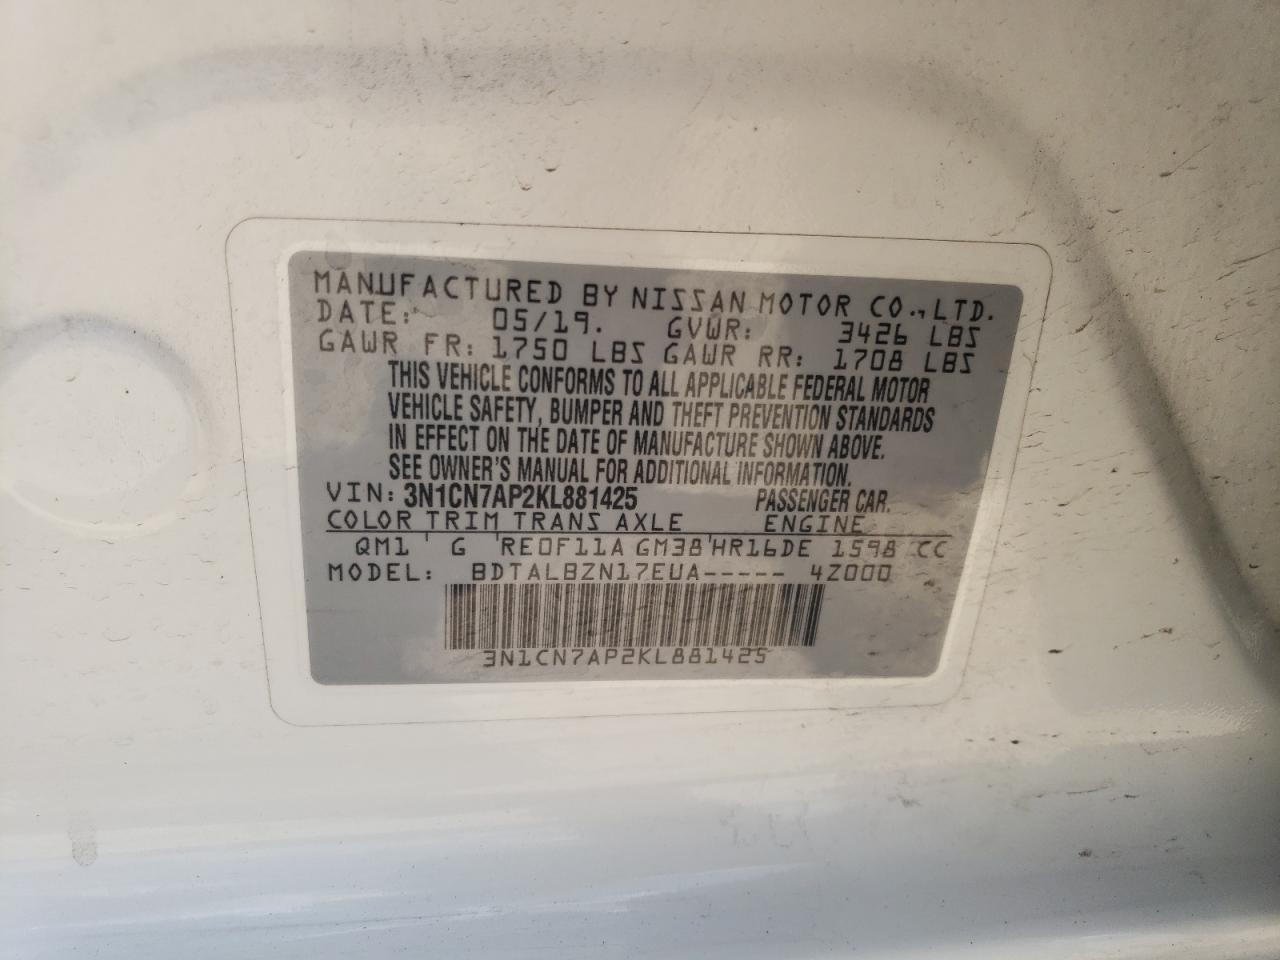 MANUFACTURED BY NISSAN MOTOR CO., LTD.
DATE: 05/19. GVWR: 3426 LBS
GAWR FR: 1750 LBS GAWR RR: 1708 LBS
THIS VEHICLE CONFORMS TO ALL APPLICABLE FEDERAL MOTOR
VEHICLE SAFETY, BUMPER AND THEFT PREVENTION STANDARDS
IN EFFECT ON THE DATE OF MANUFACTURE SHOWN ABOVE.
SEE OWNER'S MANUAL FOR ADDITIONAL INFORMATION.
VIN: 3N1CN7AP2KL881425 PASSENGER CAR.
COLOR TRIM TRANS AXLE ENGINE
QM1 ' G 'RE0F11A GM38'HR16DE 1598 CC
MODEL: BDTALBZN17EUA----- 4Z000
3N1CN7AP2KL881425